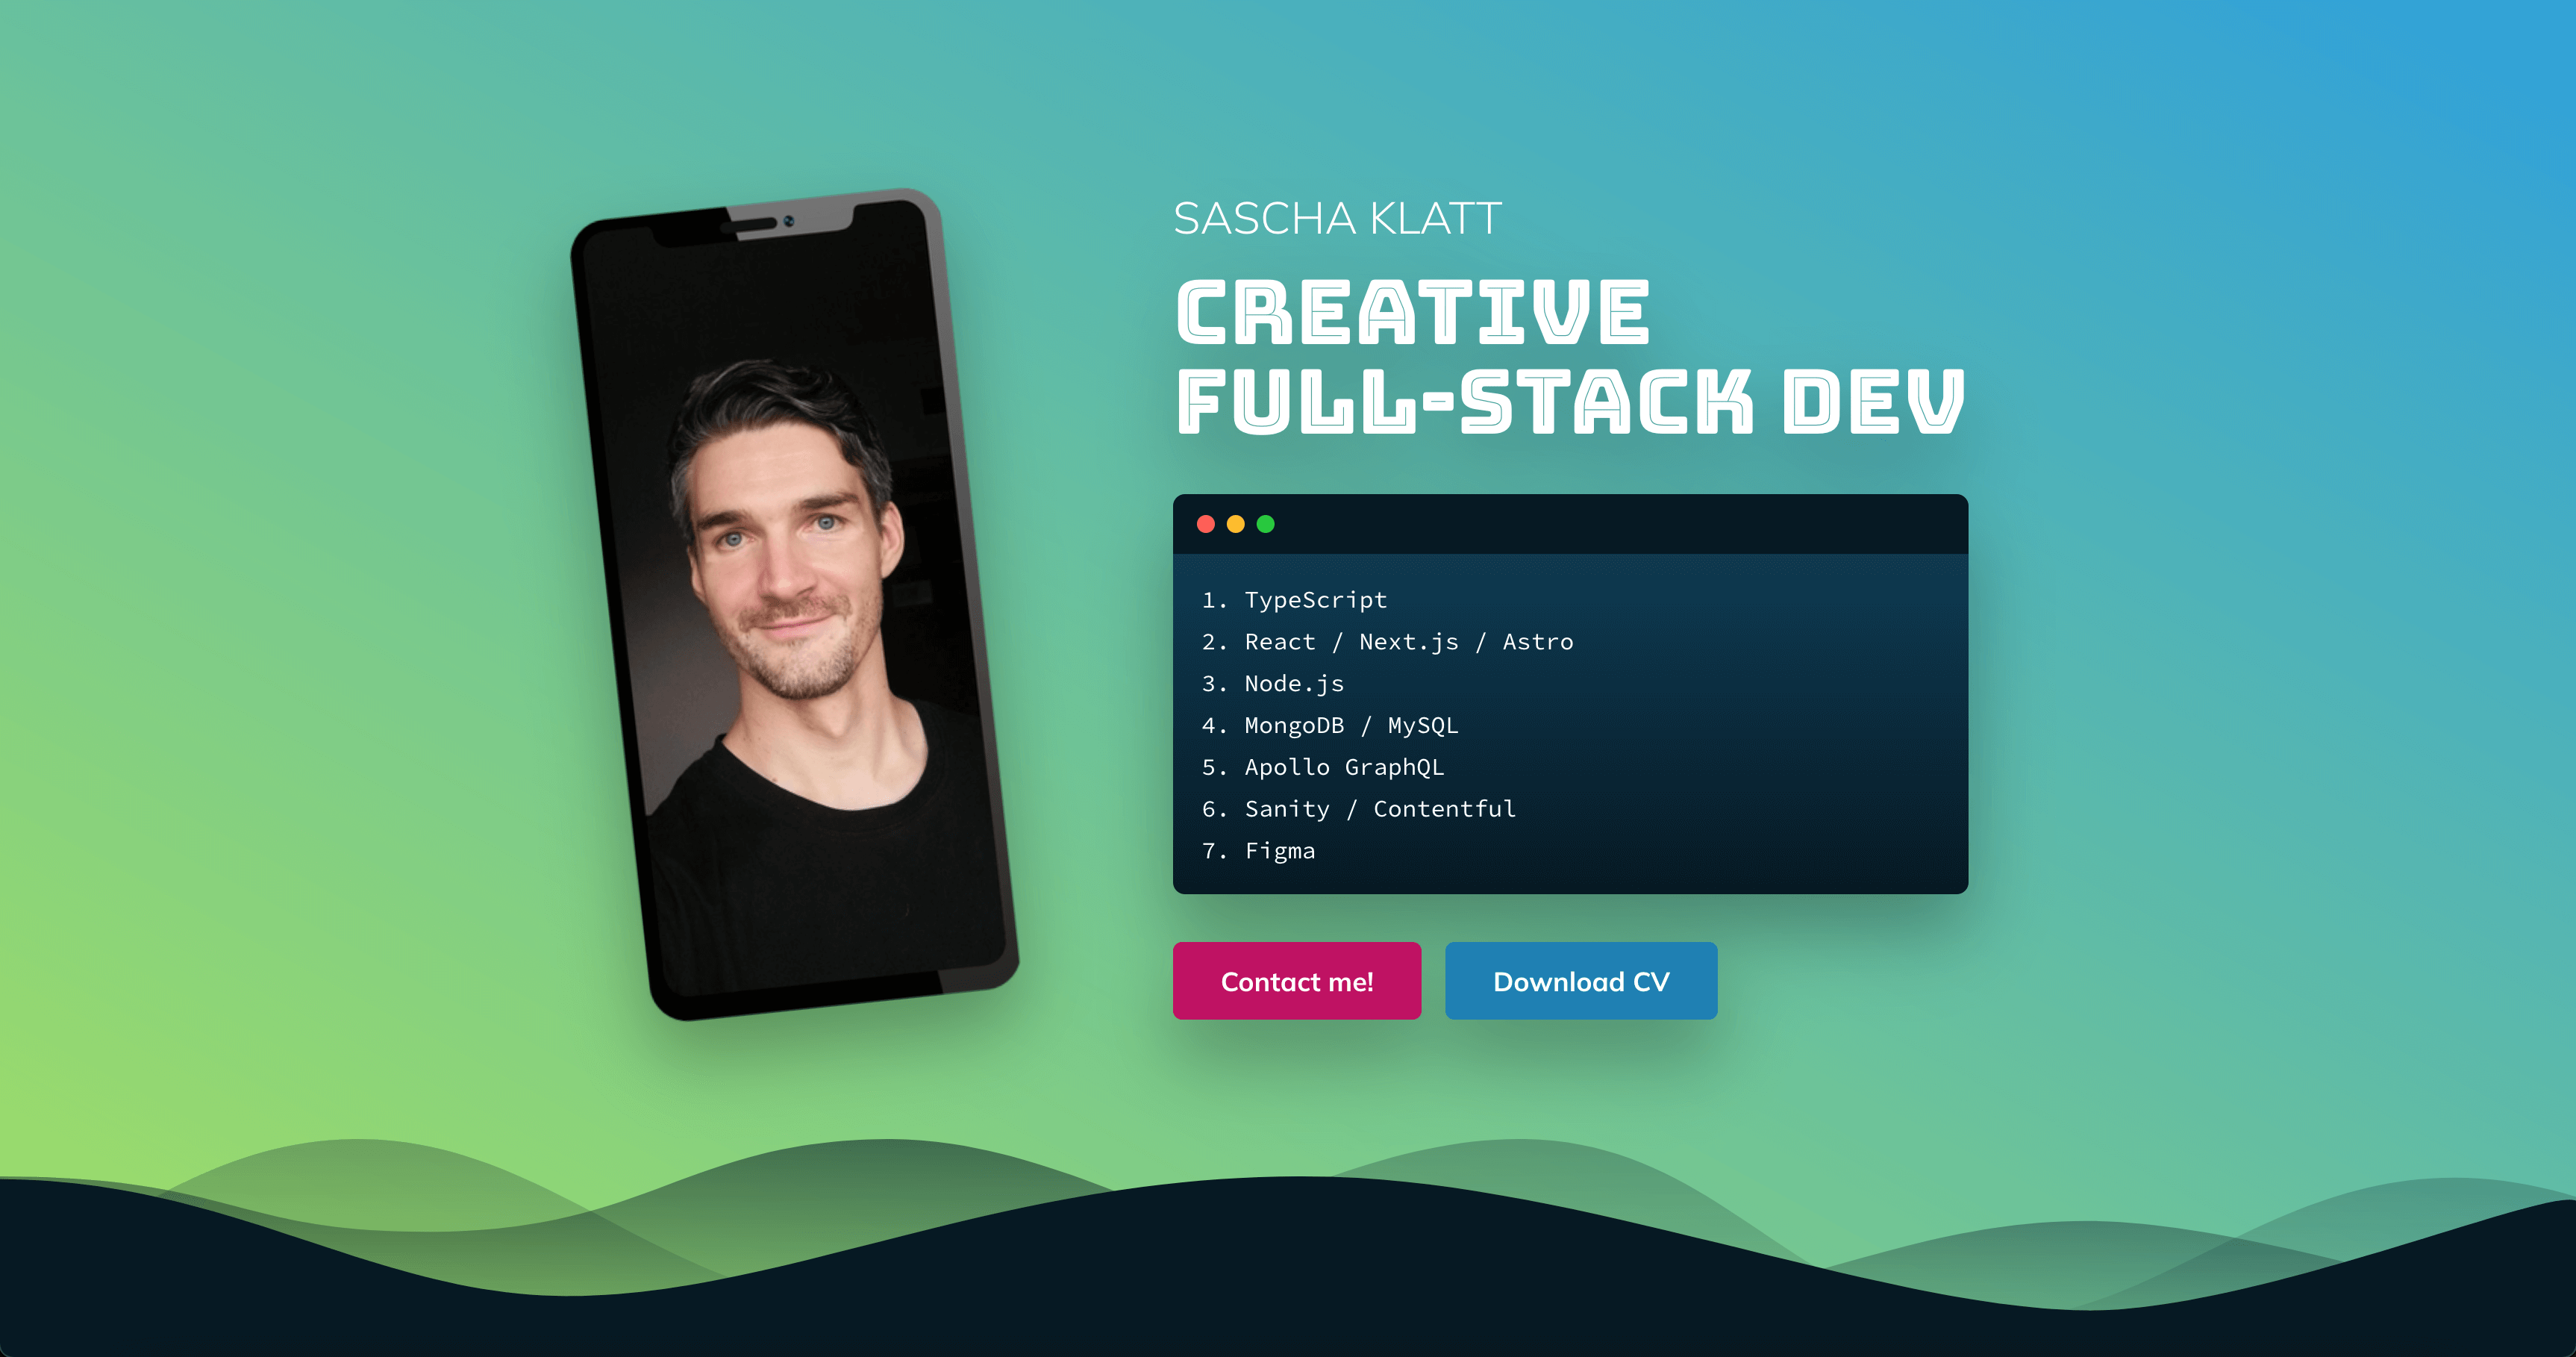 SASCHA KLATT
CREATIVE
FULL-STACK DEV
1. TypeScript
2. React / Next.js / Astro
3. Node.js
4. MongoDB / MySQL
5. Apollo GraphQL
6. Sanity / Contentful
7. Figma
Contact me!
Download CV